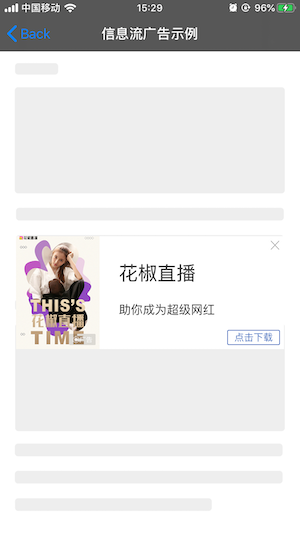 中国移动
15:29
96%
Back
信息流广告示例
THIS'S
花椒直播
TIME
花椒直播
助你成为超级网红
点击下载